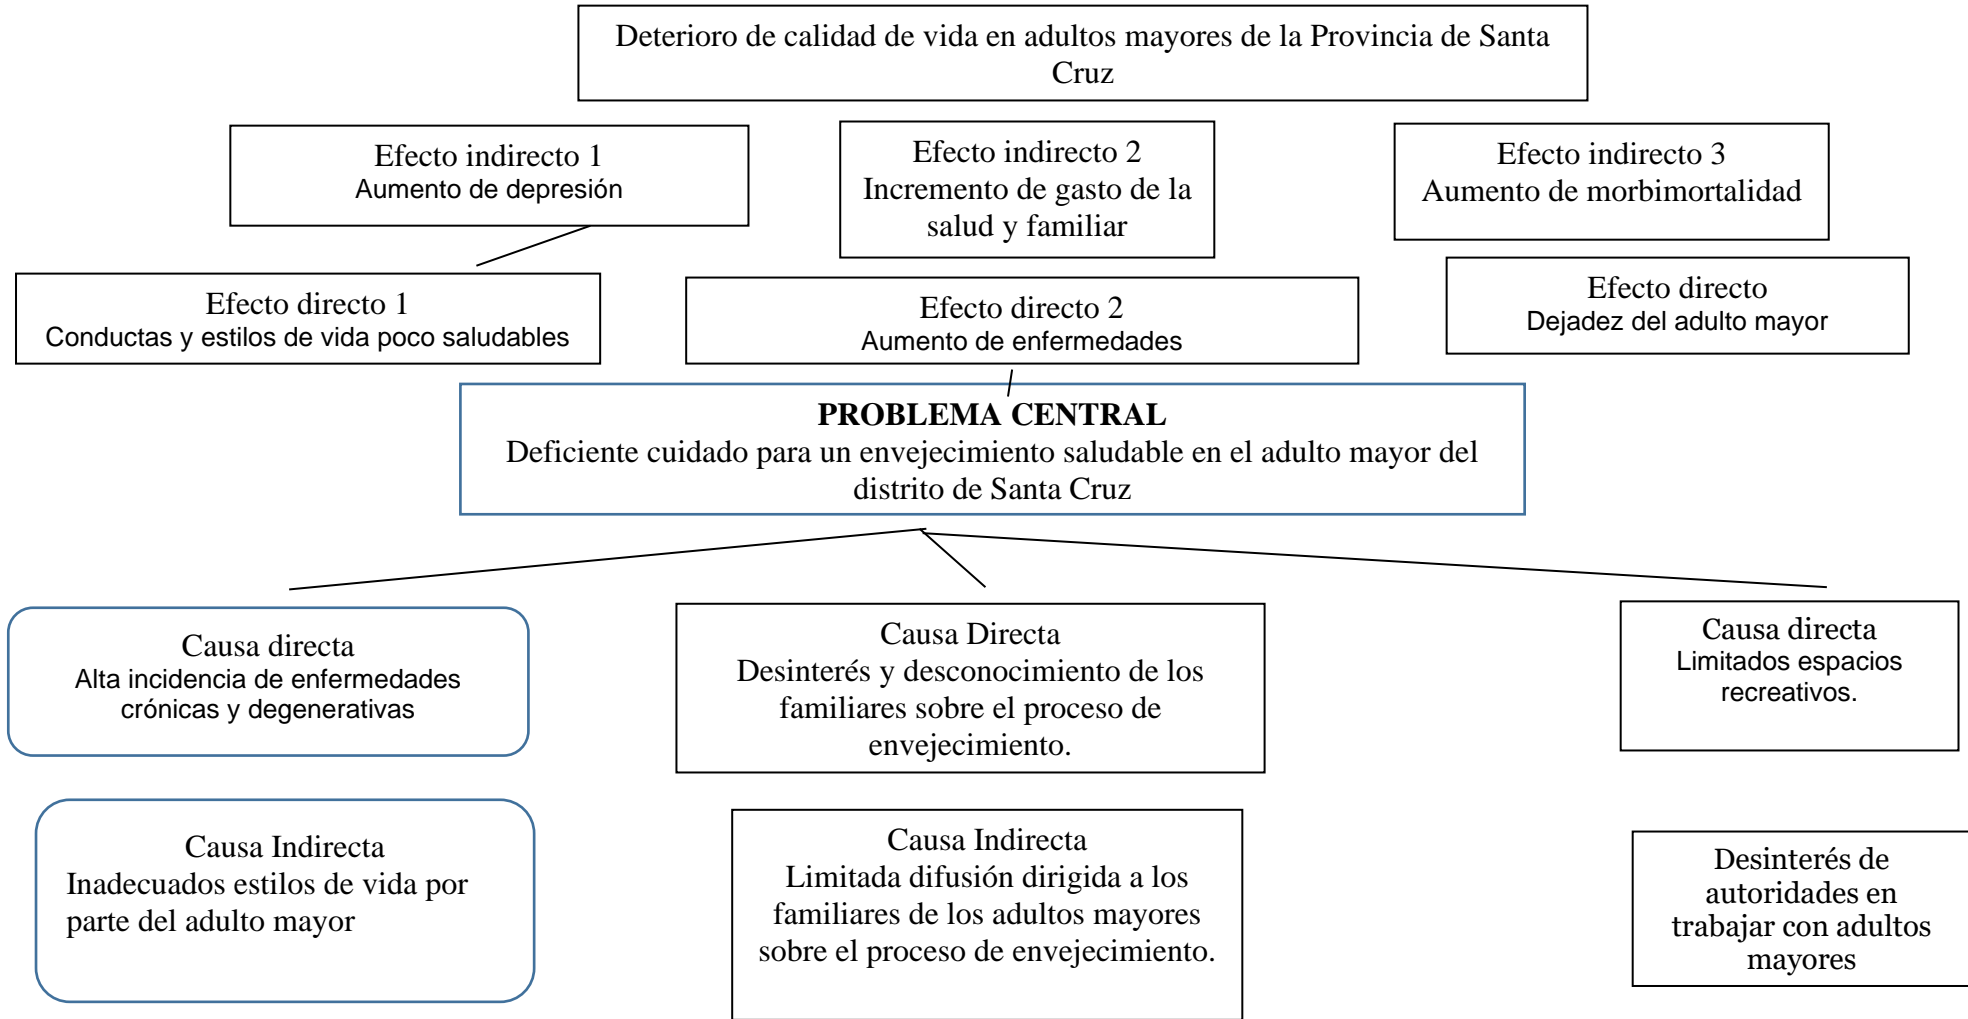 Deterioro de calidad de vida en adultos mayores de la Provincia de Santa
Cruz
Efecto indirecto 1
Aumento de depresión
Efecto indirecto 2
Incremento de gasto de la
salud y familiar
Efecto indirecto 3
Aumento de morbimortalidad
Efecto directo 1
Conductas y estilos de vida poco saludables
Efecto directo 2
Aumento de enfermedades
Efecto directo
Dejadez del adulto mayor
PROBLEMA CENTRAL
Deficiente cuidado para un envejecimiento saludable en el adulto mayor del
distrito de Santa Cruz
Causa directa
Alta incidencia de enfermedades
crónicas y degenerativas
Causa Directa
Desinterés y desconocimiento de los
familiares sobre el proceso de
envejecimiento.
Causa directa
Limitados espacios
recreativos.
Causa Indirecta
Inadecuados estilos de vida por
parte del adulto mayor
Causa Indirecta
Limitada difusión dirigida a los
familiares de los adultos mayores
sobre el proceso de envejecimiento.
Desinterés de
autoridades en
trabajar con adultos
mayores